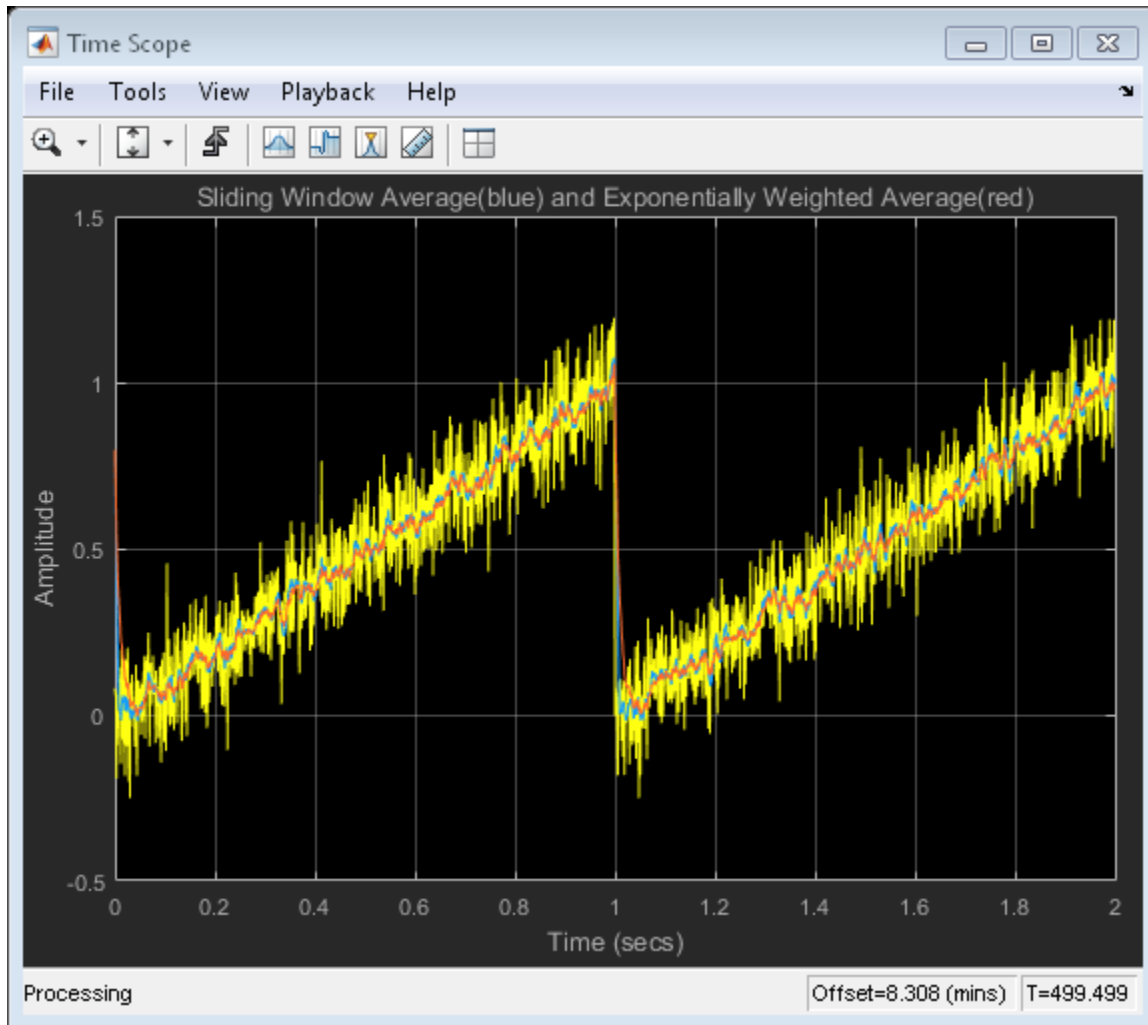 Time Scope
File Tools View Playback Help
Sliding Window Average(blue) and Exponentially Weighted Average(red)
1.5
1
0.5
0
-0.5
Amplitude
0 0.2 0.4 0.6 0.8 1 1.2 1.4 1.6 1.8 2
Time (secs)
Processing Offset=8.308 (mins) T=499.499